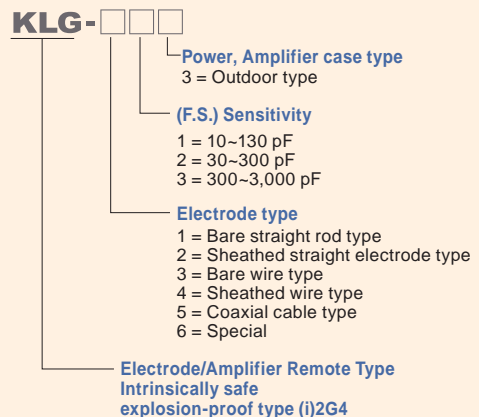 KLG-□□□
Power, Amplifier case type
3 = Outdoor type
(F.S.) Sensitivity
1 = 10~130 pF
2 = 30~300 pF
3 = 300~3,000 pF
Electrode type
1 = Bare straight rod type
2 = Sheathed straight electrode type
3 = Bare wire type
4 = Sheathed wire type
5 = Coaxial cable type
6 = Special
Electrode/Amplifier Remote Type
Intrinsically safe
explosion-proof type (i)2G4